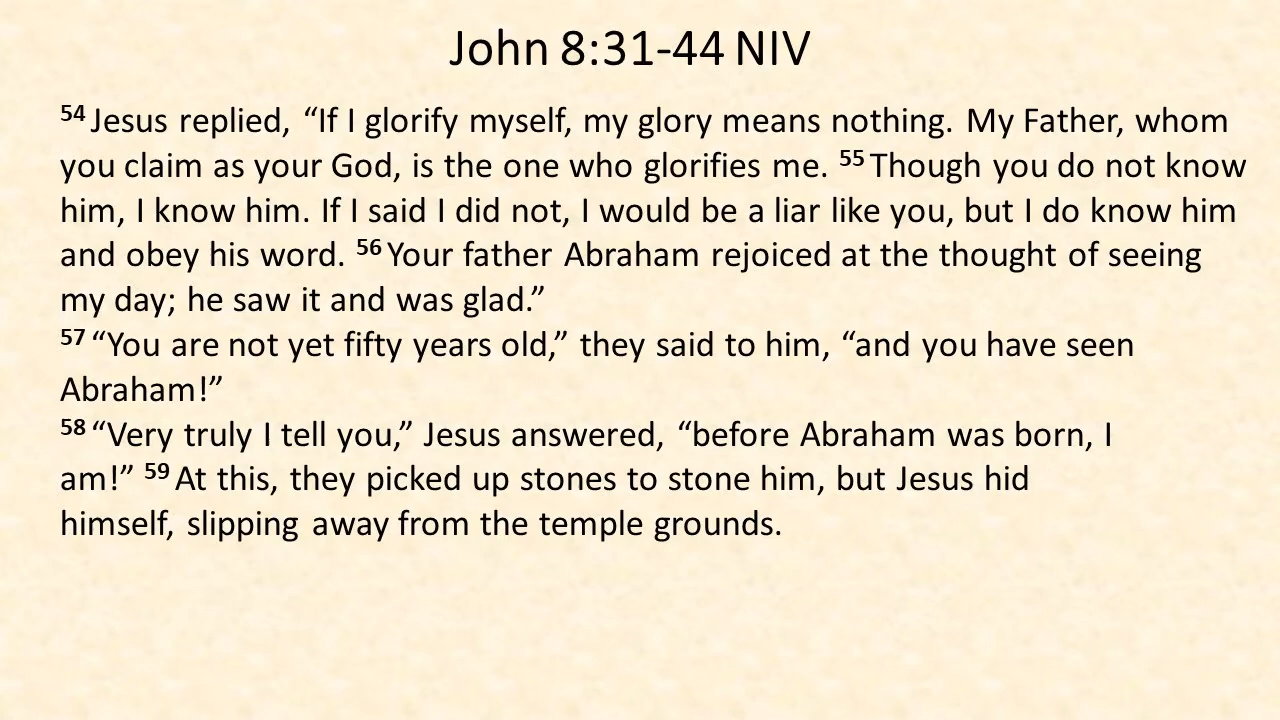 John 8:31-44 NIV
54 Jesus replied, “If I glorify myself, my glory means nothing. My Father, whom
you claim as your God, is the one who glorifies me. 55 Though you do not know
him, I know him. If I said I did not, I would be a liar like you, but I do know him
and obey his word. 56 Your father Abraham rejoiced at the thought of seeing
my day; he saw it and was glad.”
57 “You are not yet fifty years old,” they said to him, “and you have seen
Abraham!”
58 “Very truly I tell you,” Jesus answered, “before Abraham was born, I
am!” 59 At this, they picked up stones to stone him, but Jesus hid
himself, slipping away from the temple grounds.